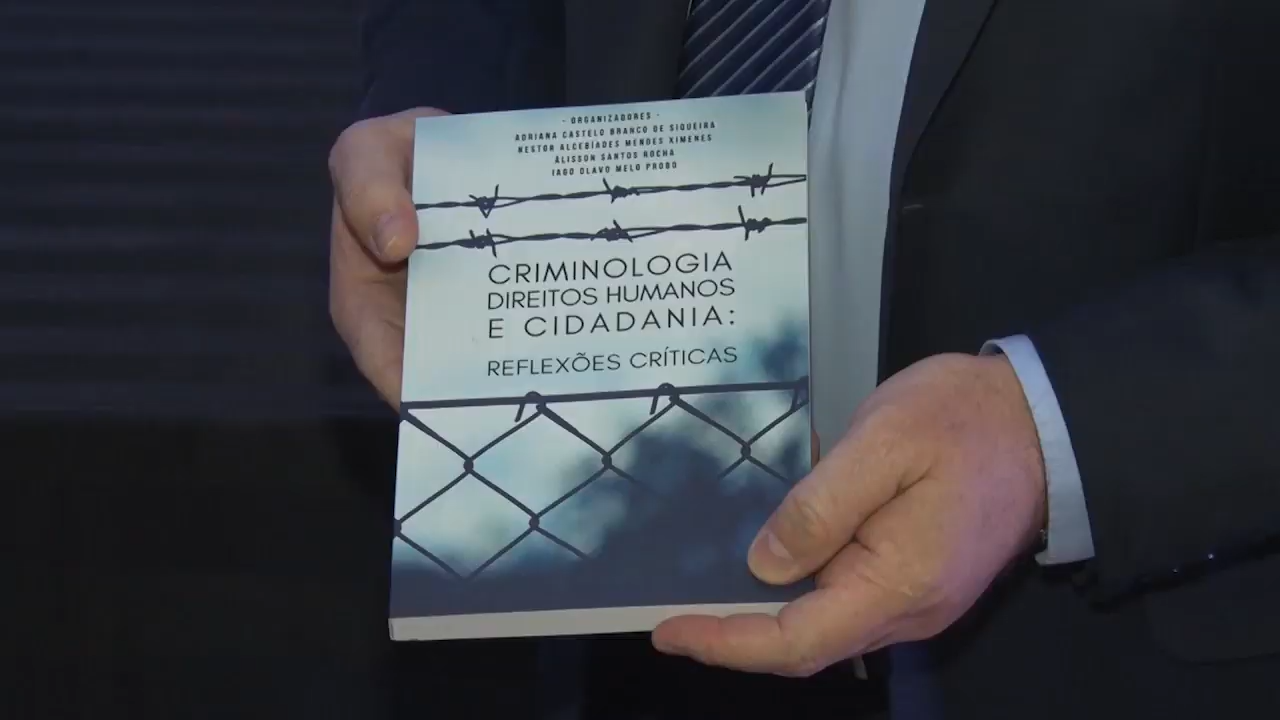 - ORGANIZADORES -
ADRIANA CASTELO BRANCO DE SIQUEIRA
NESTOR ALCEBÍADES MENDES XIMENES
ÁLISSON SANTOS ROCHA
IAGO OLAVO MELO PROBO
CRIMINOLOGIA
DIREITOS HUMANOS
E CIDADANIA:
REFLEXÕES CRÍTICAS